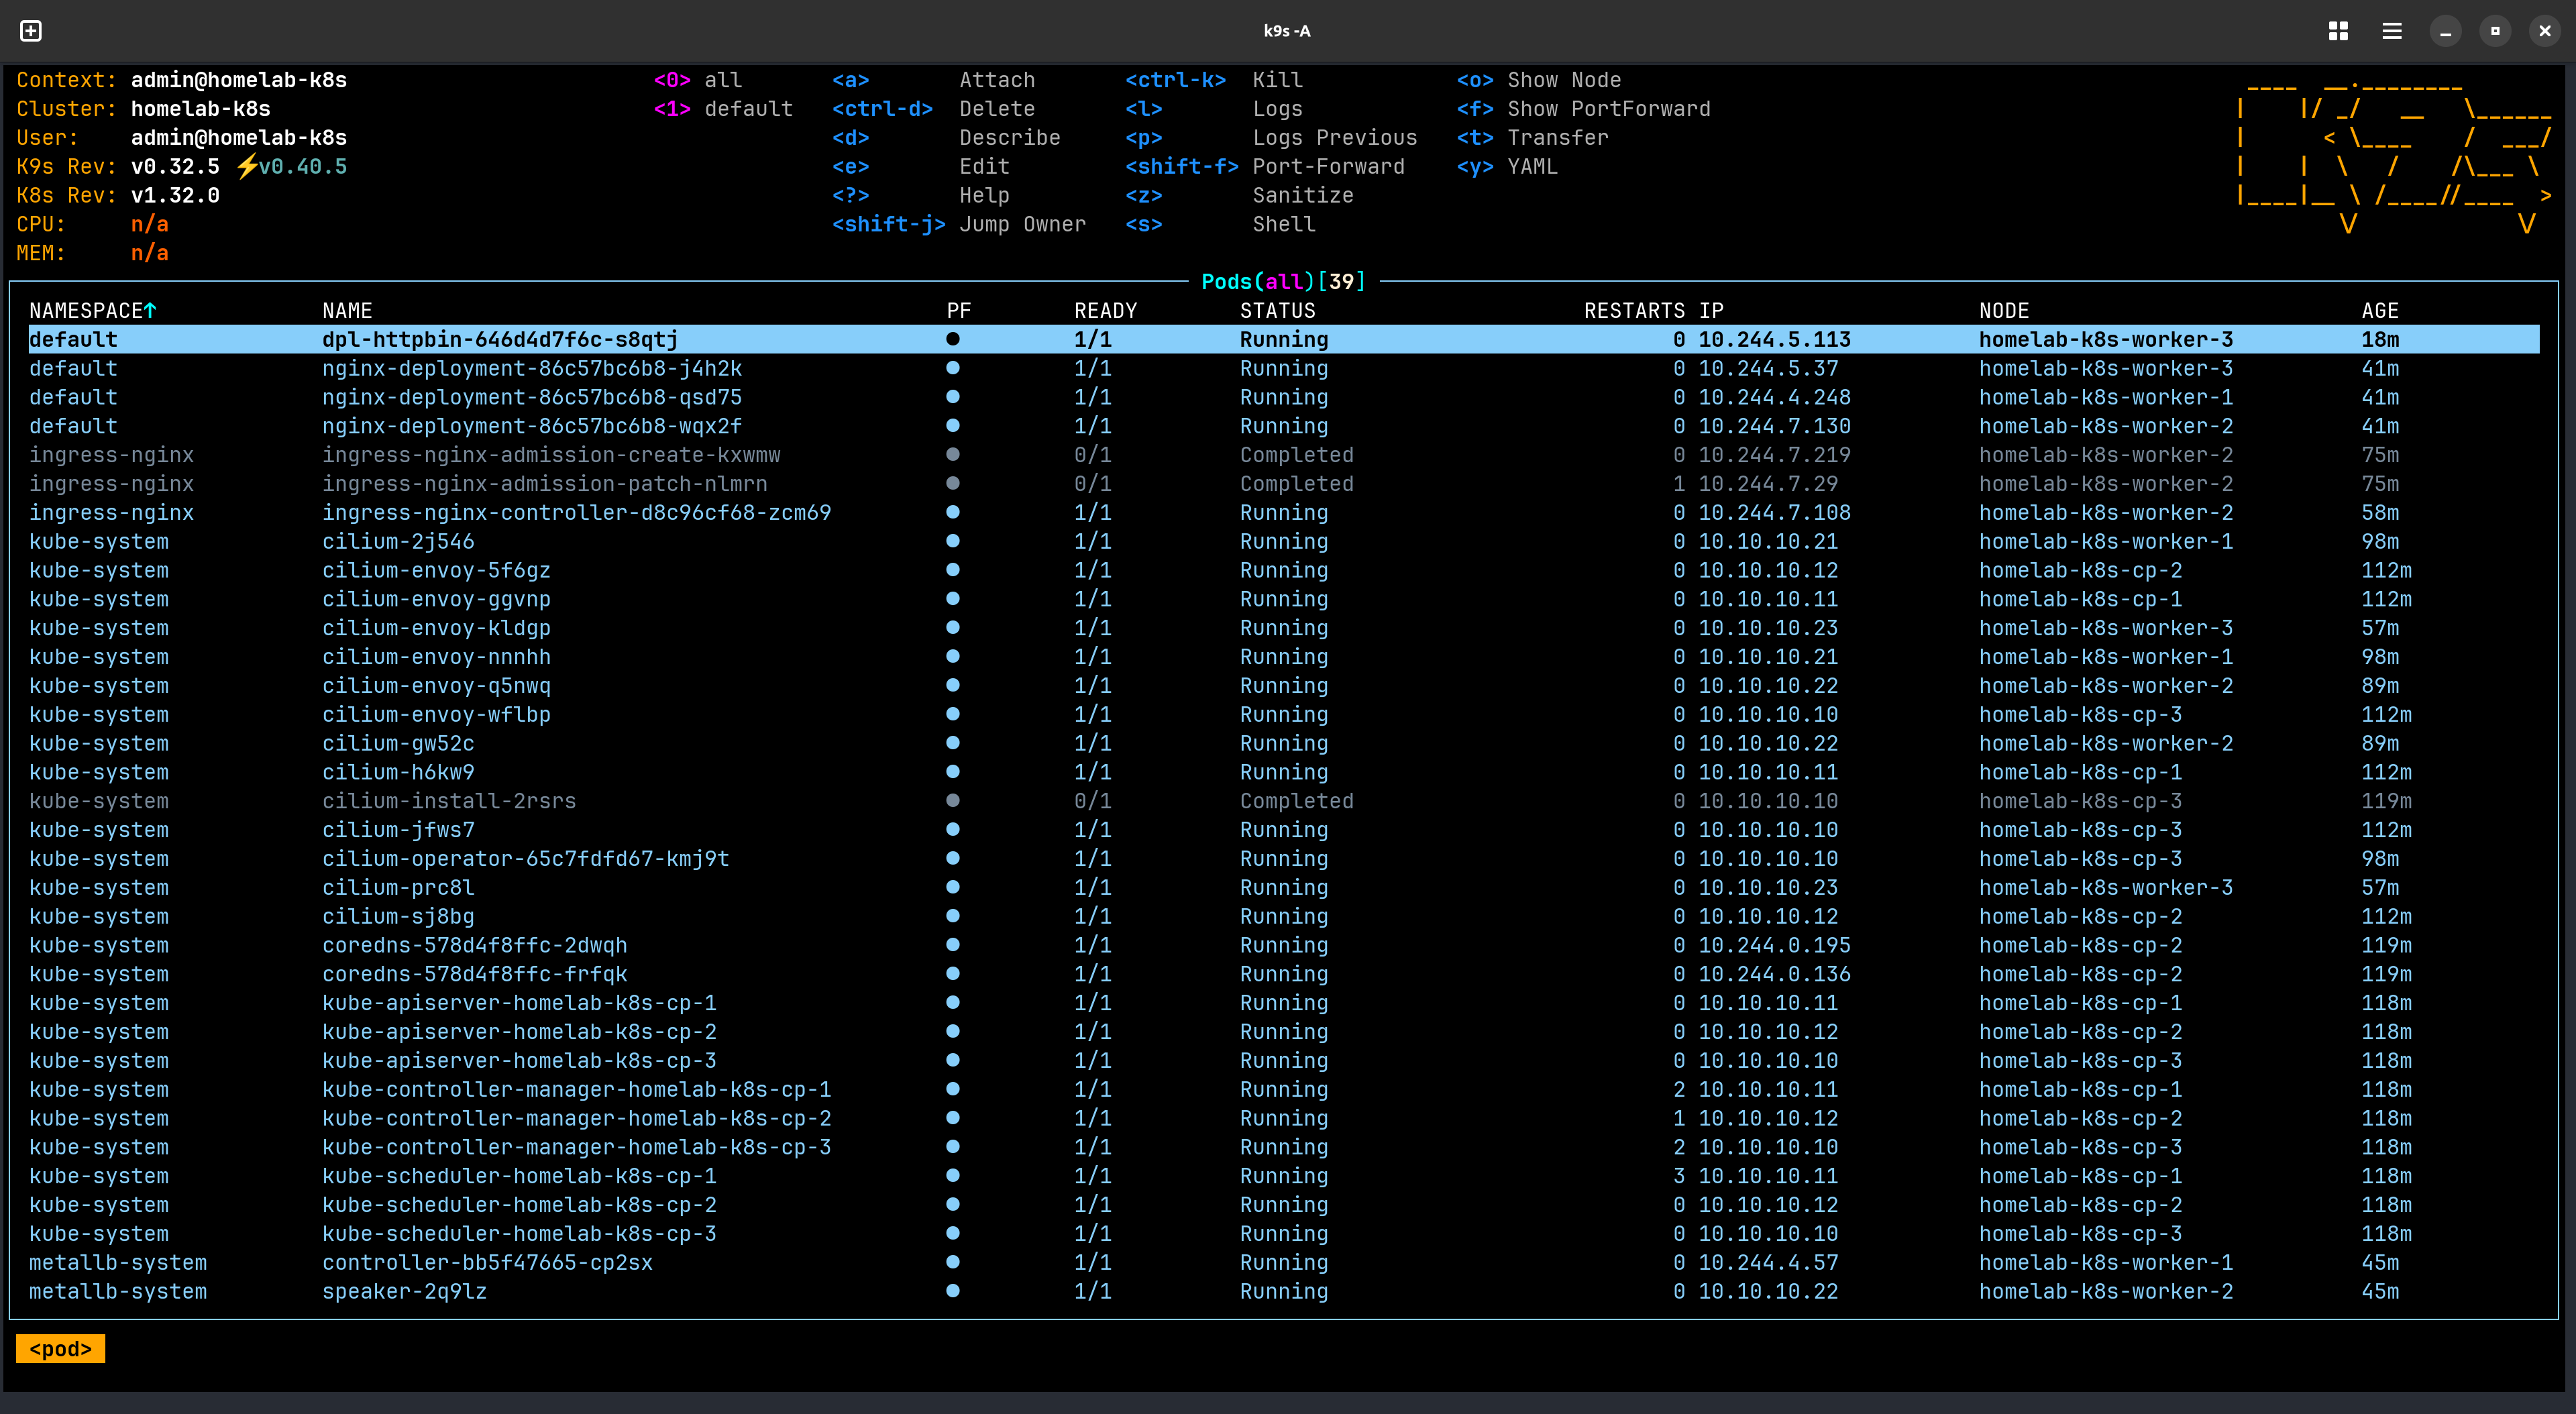 k9s -A
Context: admin@homelab-k8s <0> all <a> Attach <ctrl-k> Kill <o> Show Node
Cluster: homelab-k8s <1> default <ctrl-d> Delete <l> Logs <f> Show PortForward
User: admin@homelab-k8s <d> Describe <p> Logs Previous <t> Transfer
K9s Rev: v0.32.5 ⚡v0.40.5 <e> Edit <shift-f> Port-Forward <y> YAML
K8s Rev: v1.32.0 <?> Help <z> Sanitize
CPU: n/a <shift-j> Jump Owner <s> Shell
MEM: n/a
Pods(all)[39]
NAMESPACE↑ NAME PF READY STATUS RESTARTS IP NODE AGE
default dpl-httpbin-646d4d7f6c-s8qtj ● 1/1 Running 0 10.244.5.113 homelab-k8s-worker-3 18m
default nginx-deployment-86c57bc6b8-j4h2k ● 1/1 Running 0 10.244.5.37 homelab-k8s-worker-3 41m
default nginx-deployment-86c57bc6b8-qsd75 ● 1/1 Running 0 10.244.4.248 homelab-k8s-worker-1 41m
default nginx-deployment-86c57bc6b8-wqx2f ● 1/1 Running 0 10.244.7.130 homelab-k8s-worker-2 41m
ingress-nginx ingress-nginx-admission-create-kxwmw ● 0/1 Completed 0 10.244.7.219 homelab-k8s-worker-2 75m
ingress-nginx ingress-nginx-admission-patch-nlmrn ● 0/1 Completed 1 10.244.7.29 homelab-k8s-worker-2 75m
ingress-nginx ingress-nginx-controller-d8c96cf68-zcm69 ● 1/1 Running 0 10.244.7.108 homelab-k8s-worker-2 58m
kube-system cilium-2j546 ● 1/1 Running 0 10.10.10.21 homelab-k8s-worker-1 98m
kube-system cilium-envoy-5f6gz ● 1/1 Running 0 10.10.10.12 homelab-k8s-cp-2 112m
kube-system cilium-envoy-ggvnp ● 1/1 Running 0 10.10.10.11 homelab-k8s-cp-1 112m
kube-system cilium-envoy-kldgp ● 1/1 Running 0 10.10.10.23 homelab-k8s-worker-3 57m
kube-system cilium-envoy-nnnhh ● 1/1 Running 0 10.10.10.21 homelab-k8s-worker-1 98m
kube-system cilium-envoy-q5nwq ● 1/1 Running 0 10.10.10.22 homelab-k8s-worker-2 89m
kube-system cilium-envoy-wflbp ● 1/1 Running 0 10.10.10.10 homelab-k8s-cp-3 112m
kube-system cilium-gw52c ● 1/1 Running 0 10.10.10.22 homelab-k8s-worker-2 89m
kube-system cilium-h6kw9 ● 1/1 Running 0 10.10.10.11 homelab-k8s-cp-1 112m
kube-system cilium-install-2rsrs ● 0/1 Completed 0 10.10.10.10 homelab-k8s-cp-3 119m
kube-system cilium-jfws7 ● 1/1 Running 0 10.10.10.10 homelab-k8s-cp-3 112m
kube-system cilium-operator-65c7fdfd67-kmj9t ● 1/1 Running 0 10.10.10.10 homelab-k8s-cp-3 98m
kube-system cilium-prc8l ● 1/1 Running 0 10.10.10.23 homelab-k8s-worker-3 57m
kube-system cilium-sj8bg ● 1/1 Running 0 10.10.10.12 homelab-k8s-cp-2 112m
kube-system coredns-578d4f8ffc-2dwqh ● 1/1 Running 0 10.244.0.195 homelab-k8s-cp-2 119m
kube-system coredns-578d4f8ffc-frfqk ● 1/1 Running 0 10.244.0.136 homelab-k8s-cp-2 119m
kube-system kube-apiserver-homelab-k8s-cp-1 ● 1/1 Running 0 10.10.10.11 homelab-k8s-cp-1 118m
kube-system kube-apiserver-homelab-k8s-cp-2 ● 1/1 Running 0 10.10.10.12 homelab-k8s-cp-2 118m
kube-system kube-apiserver-homelab-k8s-cp-3 ● 1/1 Running 0 10.10.10.10 homelab-k8s-cp-3 118m
kube-system kube-controller-manager-homelab-k8s-cp-1 ● 1/1 Running 2 10.10.10.11 homelab-k8s-cp-1 118m
kube-system kube-controller-manager-homelab-k8s-cp-2 ● 1/1 Running 1 10.10.10.12 homelab-k8s-cp-2 118m
kube-system kube-controller-manager-homelab-k8s-cp-3 ● 1/1 Running 2 10.10.10.10 homelab-k8s-cp-3 118m
kube-system kube-scheduler-homelab-k8s-cp-1 ● 1/1 Running 3 10.10.10.11 homelab-k8s-cp-1 118m
kube-system kube-scheduler-homelab-k8s-cp-2 ● 1/1 Running 0 10.10.10.12 homelab-k8s-cp-2 118m
kube-system kube-scheduler-homelab-k8s-cp-3 ● 1/1 Running 0 10.10.10.10 homelab-k8s-cp-3 118m
metallb-system controller-bb5f47665-cp2sx ● 1/1 Running 0 10.244.4.57 homelab-k8s-worker-1 45m
metallb-system speaker-2q9lz ● 1/1 Running 0 10.10.10.22 homelab-k8s-worker-2 45m
<pod>